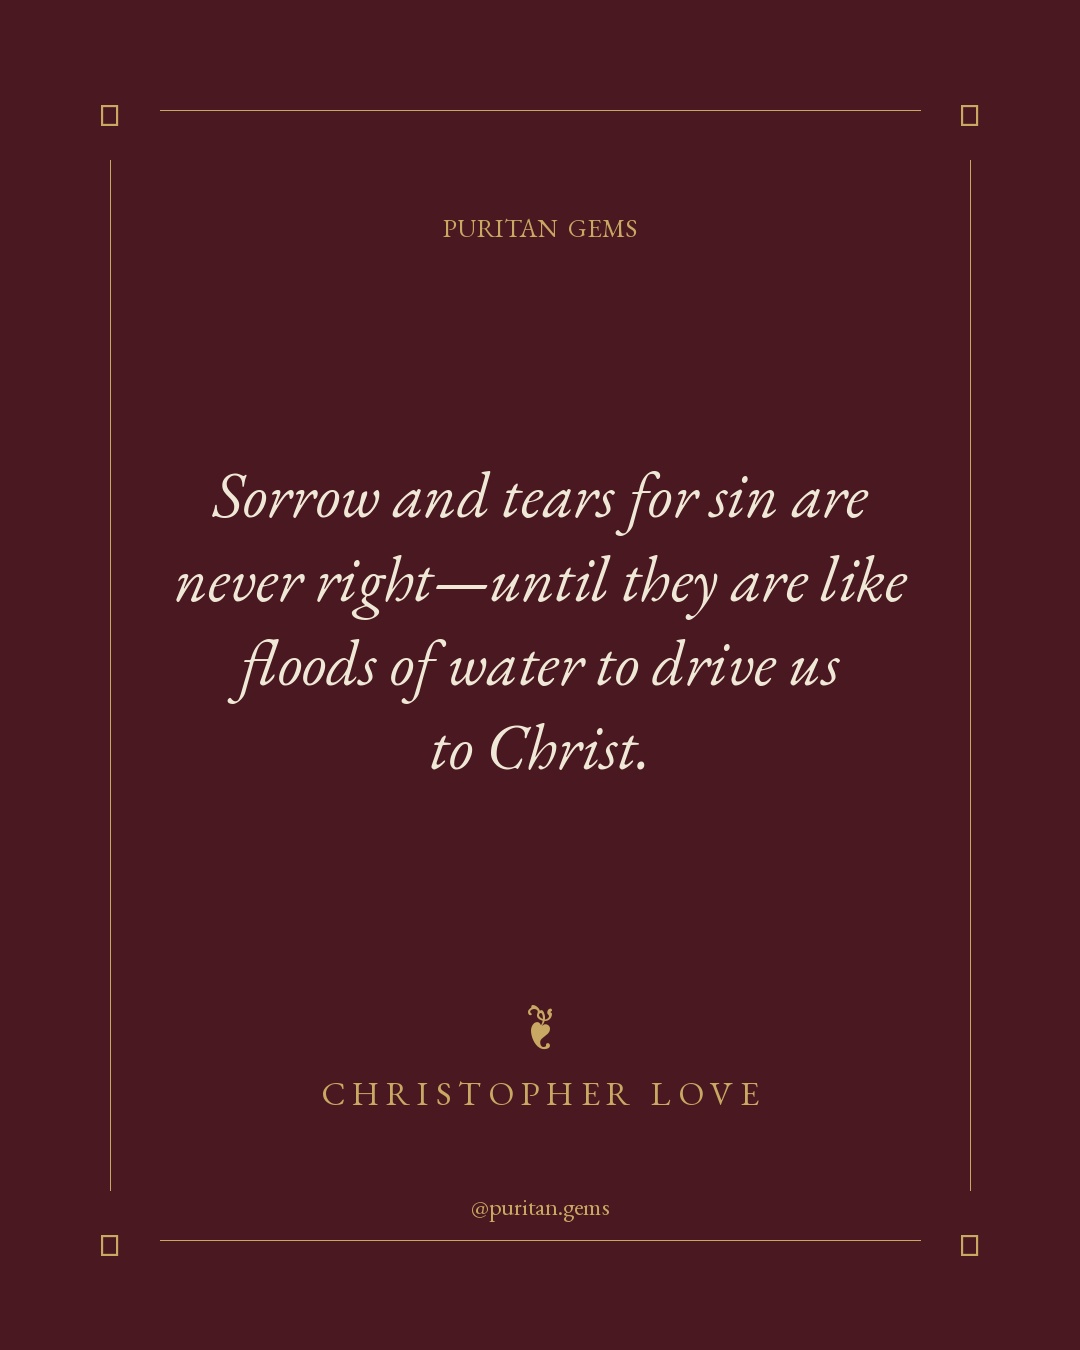 PURITAN GEMS
Sorrow and tears for sin are
never right—until they are like
floods of water to drive us
to Christ.
❦
CHRISTOPHER LOVE
@puritan.gems